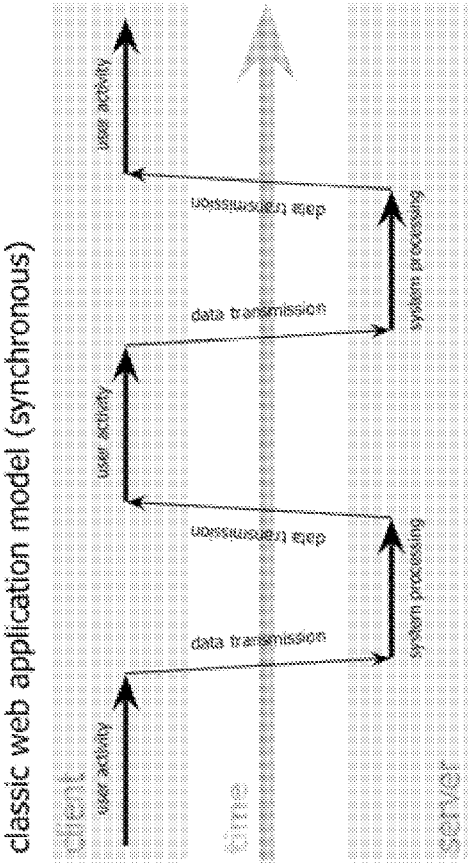 classic web application model (synchronous)
client
user activity
user activity
user activity
data transmission
data transmission
data transmission
data transmission
time
system processing
system processing
server